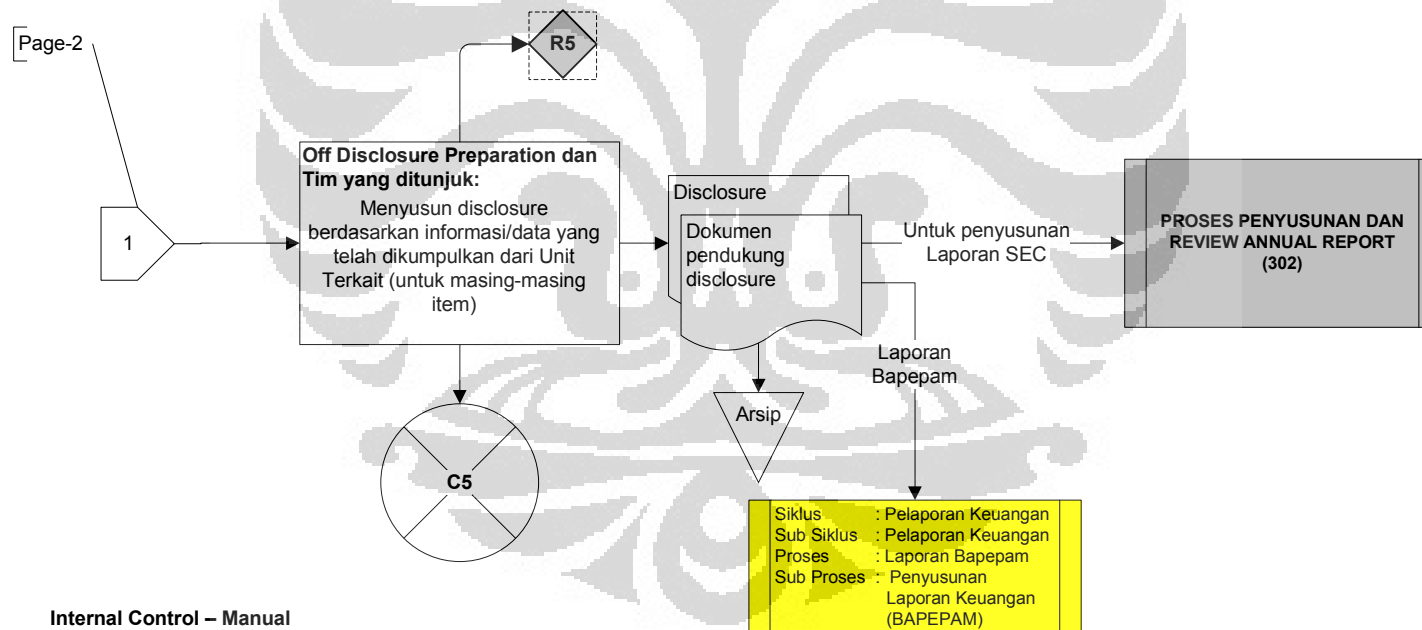 Page-2
R5
1
Off Disclosure Preparation dan
Tim yang ditunjuk:
Menyusun disclosure
berdasarkan informasi/data yang
telah dikumpulkan dari Unit
Terkait (untuk masing-masing
item)
C5
Disclosure
Dokumen
pendukung
disclosure
Arsip
Untuk penyusunan
Laporan SEC
PROSES PENYUSUNAN DAN
REVIEW ANNUAL REPORT
(302)
Laporan
Bapepam
Siklus : Pelaporan Keuangan
Sub Siklus : Pelaporan Keuangan
Proses : Laporan Bapepam
Sub Proses : Penyusunan
Laporan Keuangan
(BAPEPAM)
Internal Control – Manual